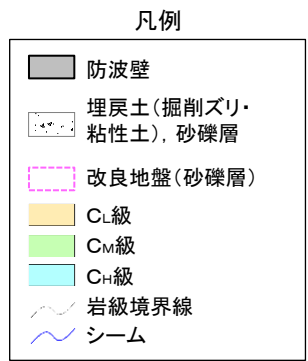 凡例
防波壁
埋戻土(掘削ズリ・
粘性土),砂礫層
改良地盤(砂礫層)
CL級
CM級
CH級
岩級境界線
シーム